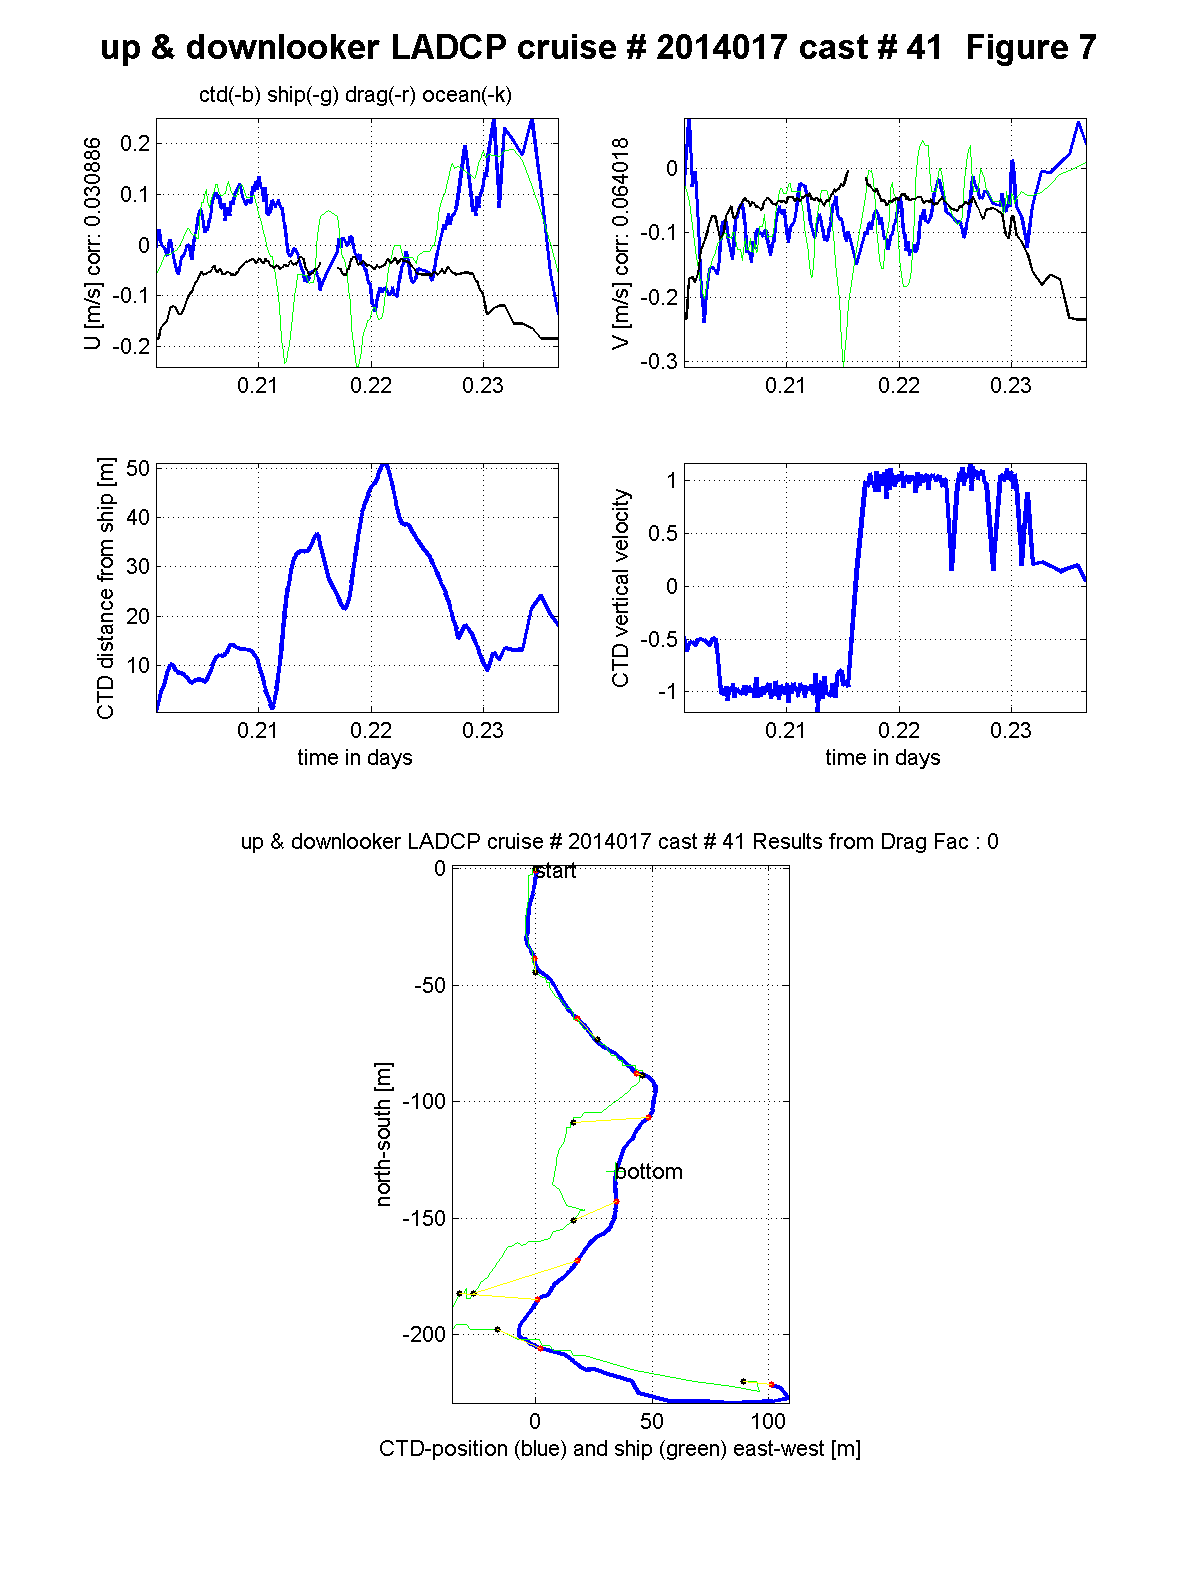 up & downlooker LADCP cruise # 2014017 cast # 41  Figure 7
ctd(-b) ship(-g) drag(-r) ocean(-k)
U [m/s] corr: 0.030886
0.2
0.1
0
-0.1
-0.2
0.21 0.22 0.23
V [m/s] corr: 0.064018
0
-0.1
-0.2
-0.3
0.21 0.22 0.23
CTD distance from ship [m]
50
40
30
20
10
0.21 0.22 0.23
time in days
CTD vertical velocity
1
0.5
0
-0.5
-1
0.21 0.22 0.23
time in days
up & downlooker LADCP cruise # 2014017 cast # 41 Results from Drag Fac : 0
north-south [m]
0
-50
-100
-150
-200
start
bottom
0 50 100
CTD-position (blue) and ship (green) east-west [m]